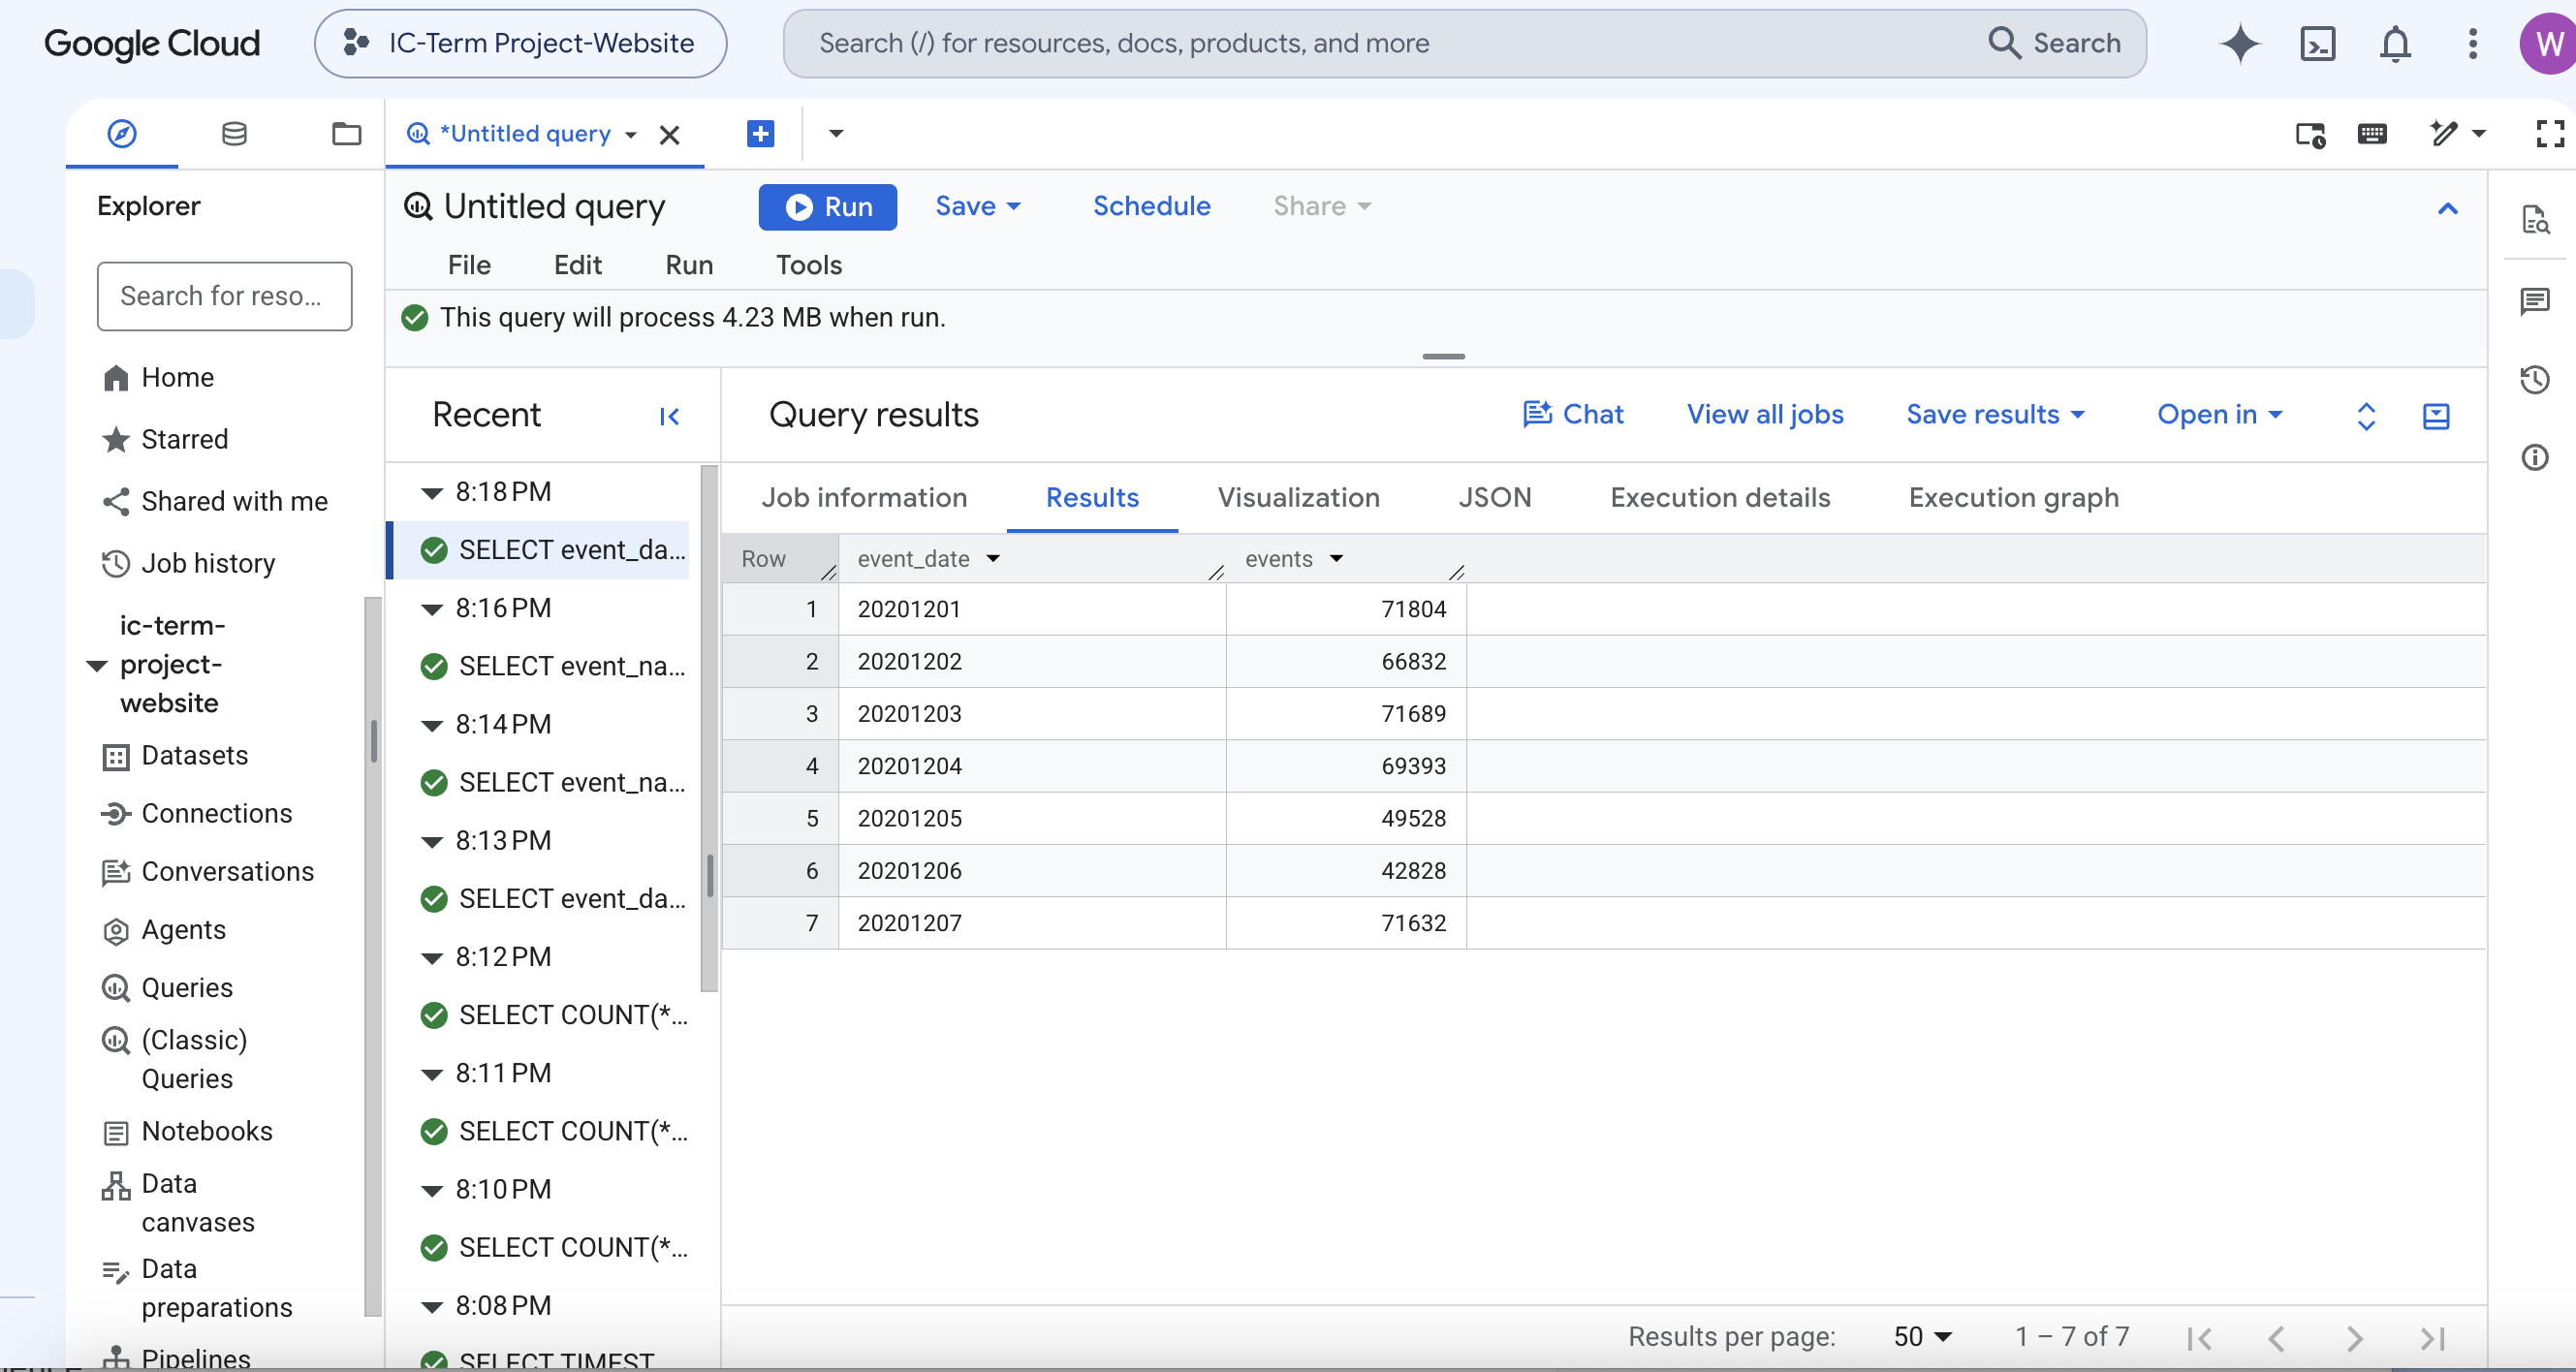 Google Cloud
IC-Term Project-Website
Search (/) for resources, docs, products, and more
Search
W
*Untitled query
Explorer
Untitled query
Run
Save
Schedule
Share
File Edit Run Tools
Search for reso...
This query will process 4.23 MB when run.
Home
Starred
Shared with me
Job history
ic-term-
project-
website
Datasets
Connections
Conversations
Agents
Queries
(Classic)
Queries
Notebooks
Data
canvases
Data
preparations
Pipelines
Recent
8:18 PM
SELECT event_da...
8:16 PM
SELECT event_na...
8:14 PM
SELECT event_na...
8:13 PM
SELECT event_da...
8:12 PM
SELECT COUNT(*...
8:11 PM
SELECT COUNT(*...
8:10 PM
SELECT COUNT(*...
8:08 PM
SELECT TIMEST
Query results
Chat
View all jobs
Save results
Open in
Job information Results Visualization JSON Execution details Execution graph
Row event_date events
1 20201201 71804
2 20201202 66832
3 20201203 71689
4 20201204 69393
5 20201205 49528
6 20201206 42828
7 20201207 71632
Results per page: 50 1 – 7 of 7